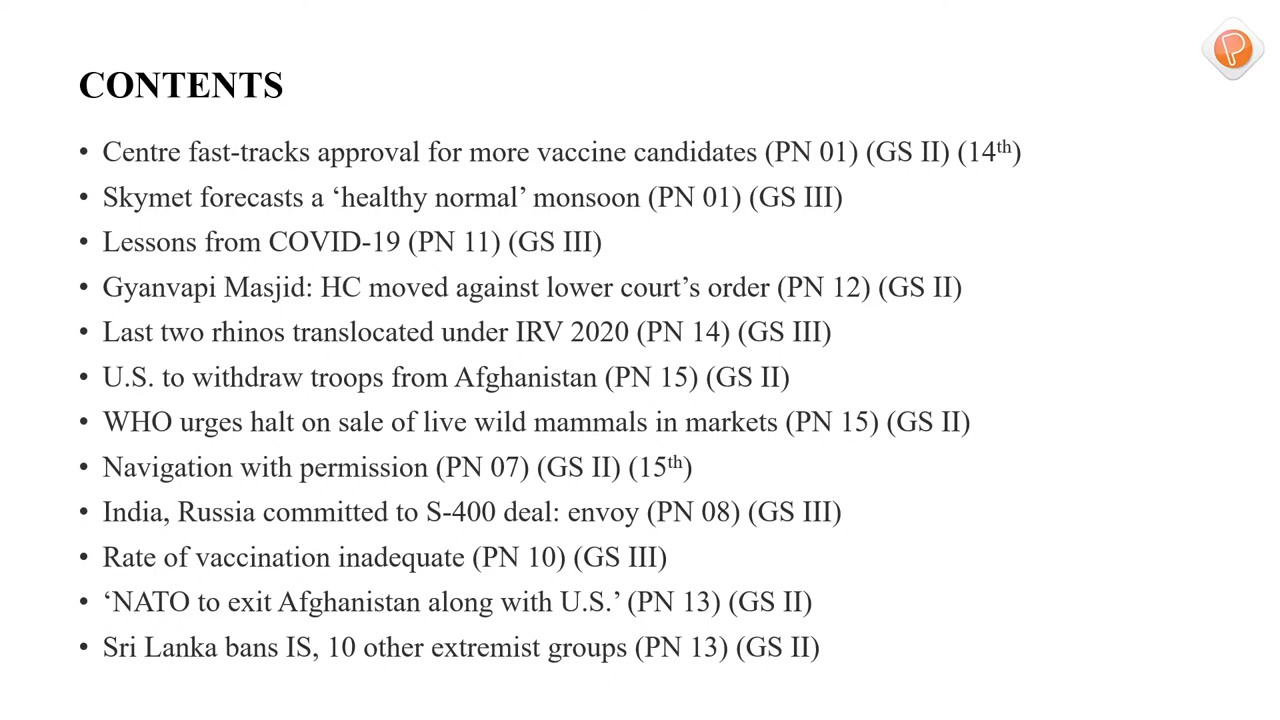 CONTENTS
• Centre fast-tracks approval for more vaccine candidates (PN 01) (GS II) (14th)
• Skymet forecasts a ‘healthy normal’ monsoon (PN 01) (GS III)
• Lessons from COVID-19 (PN 11) (GS III)
• Gyanvapi Masjid: HC moved against lower court’s order (PN 12) (GS II)
• Last two rhinos translocated under IRV 2020 (PN 14) (GS III)
• U.S. to withdraw troops from Afghanistan (PN 15) (GS II)
• WHO urges halt on sale of live wild mammals in markets (PN 15) (GS II)
• Navigation with permission (PN 07) (GS II) (15th)
• India, Russia committed to S-400 deal: envoy (PN 08) (GS III)
• Rate of vaccination inadequate (PN 10) (GS III)
• ‘NATO to exit Afghanistan along with U.S.’ (PN 13) (GS II)
• Sri Lanka bans IS, 10 other extremist groups (PN 13) (GS II)